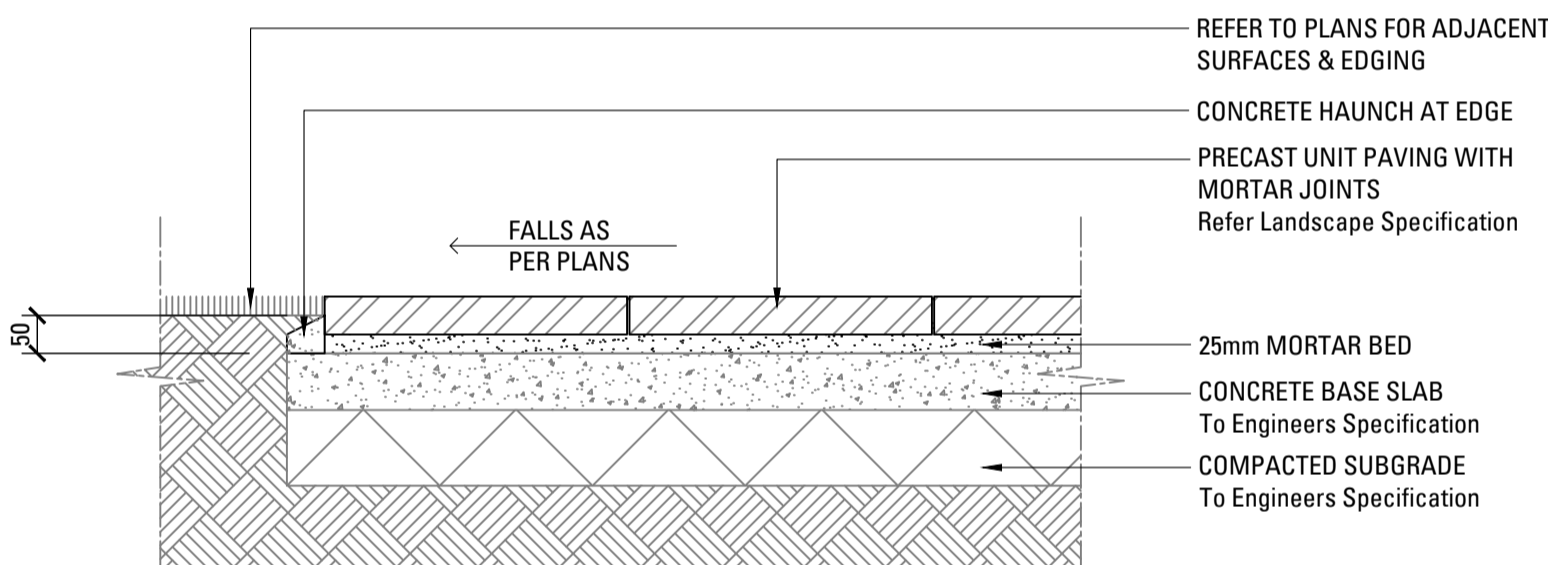 REFER TO PLANS FOR ADJACENT
SURFACES & EDGING
CONCRETE HAUNCH AT EDGE
PRECAST UNIT PAVING WITH
MORTAR JOINTS
Refer Landscape Specification
FALLS AS
PER PLANS
50
25mm MORTAR BED
CONCRETE BASE SLAB
To Engineers Specification
COMPACTED SUBGRADE
To Engineers Specification